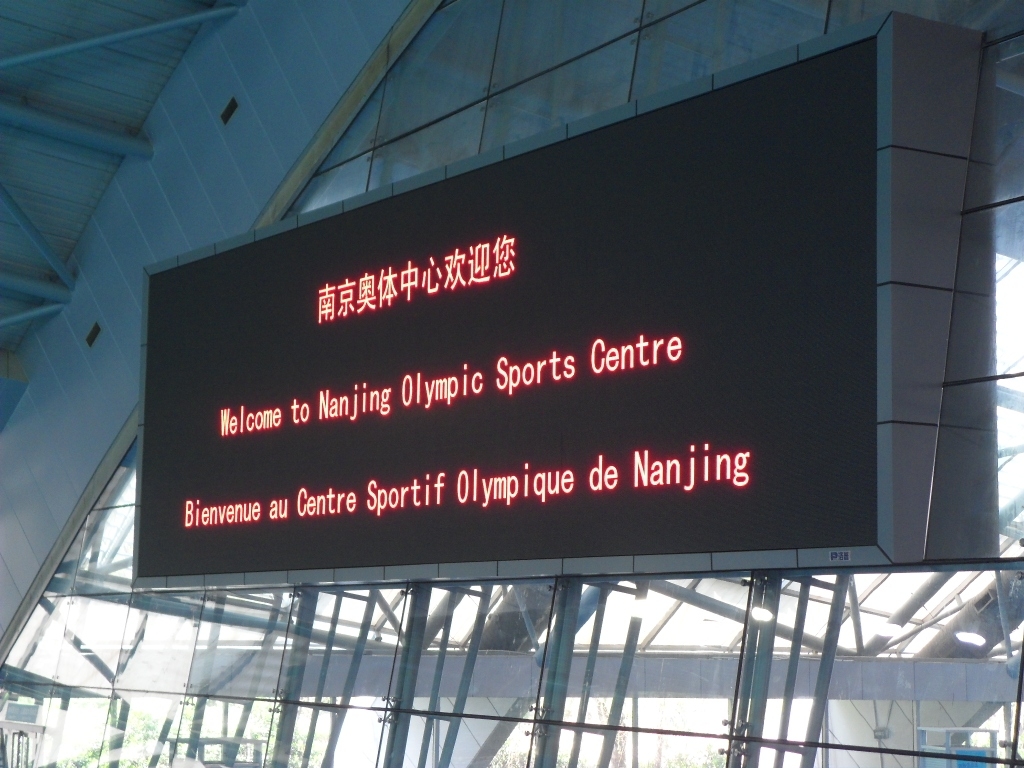 南京奥体中心欢迎您
Welcome to Nanjing Olympic Sports Centre
Bienvenue au Centre Sportif Olympique de Nanjing